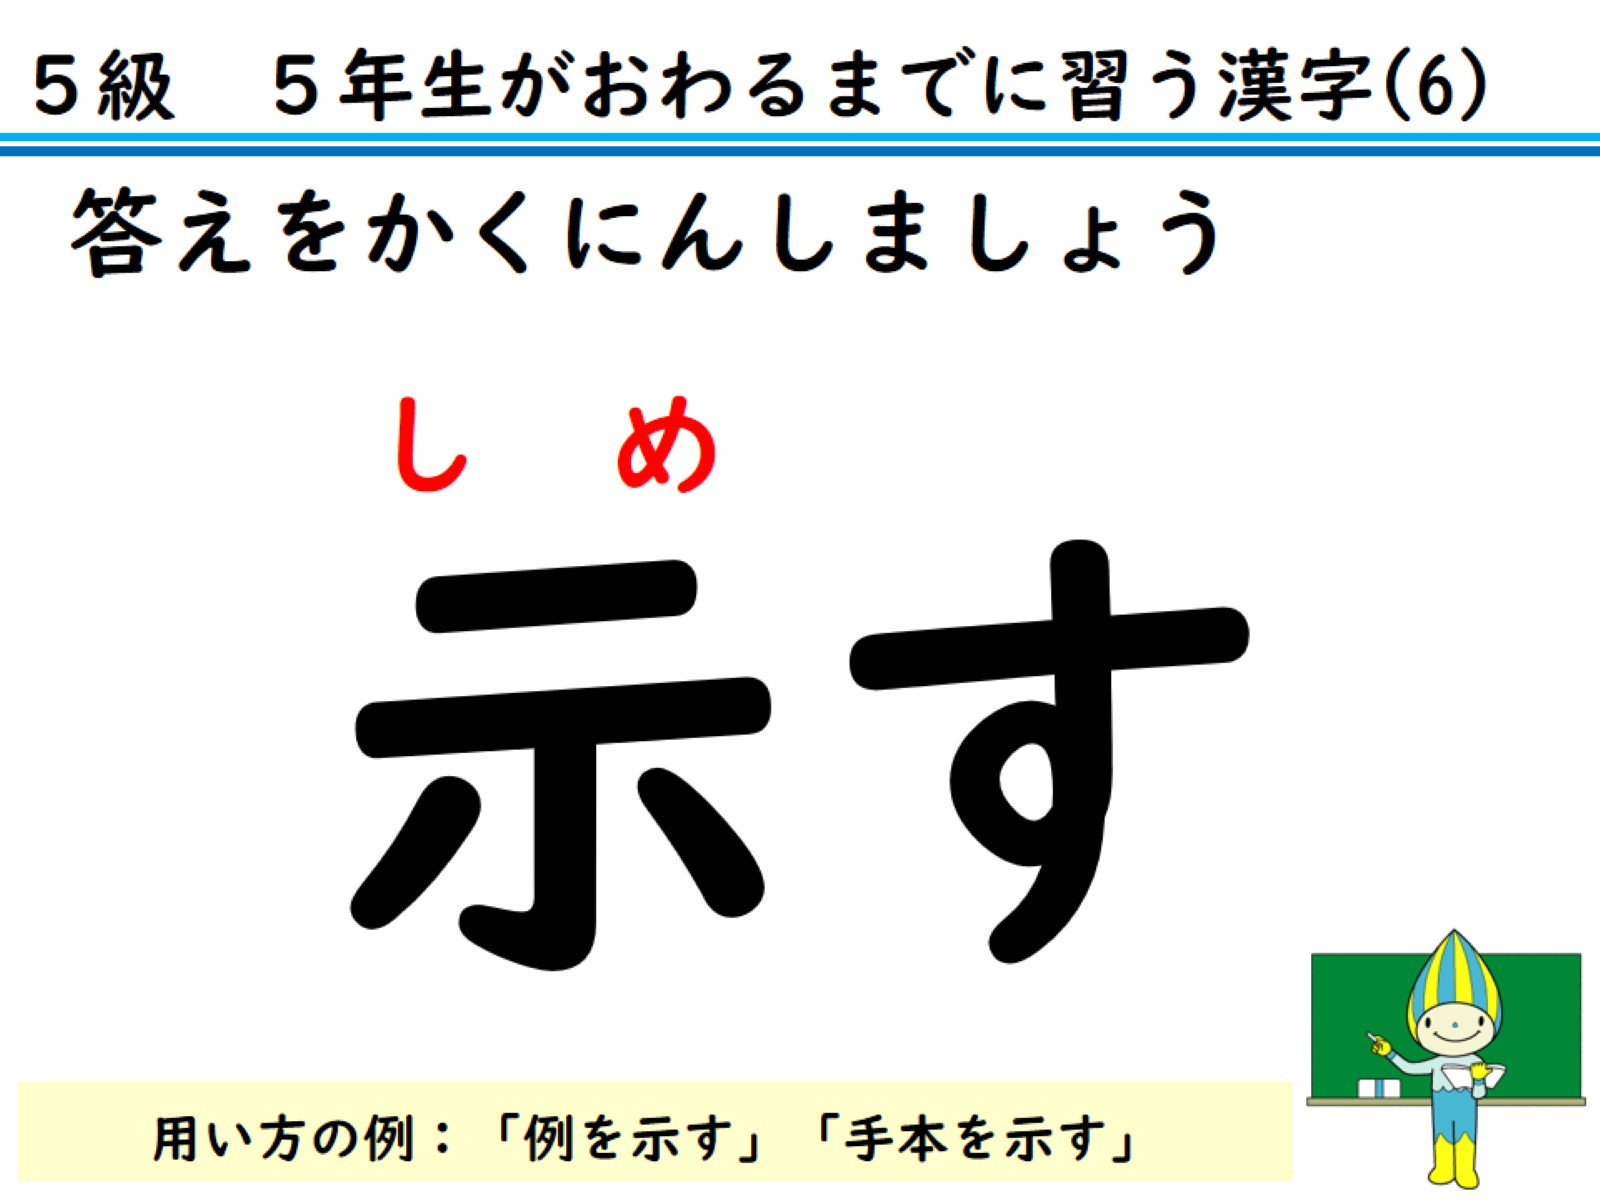 ５級　５年生がおわるまでに習う漢字(6)
答えをかくにんしましょう
しめ
示す
用い方の例：「例を示す」「手本を示す」